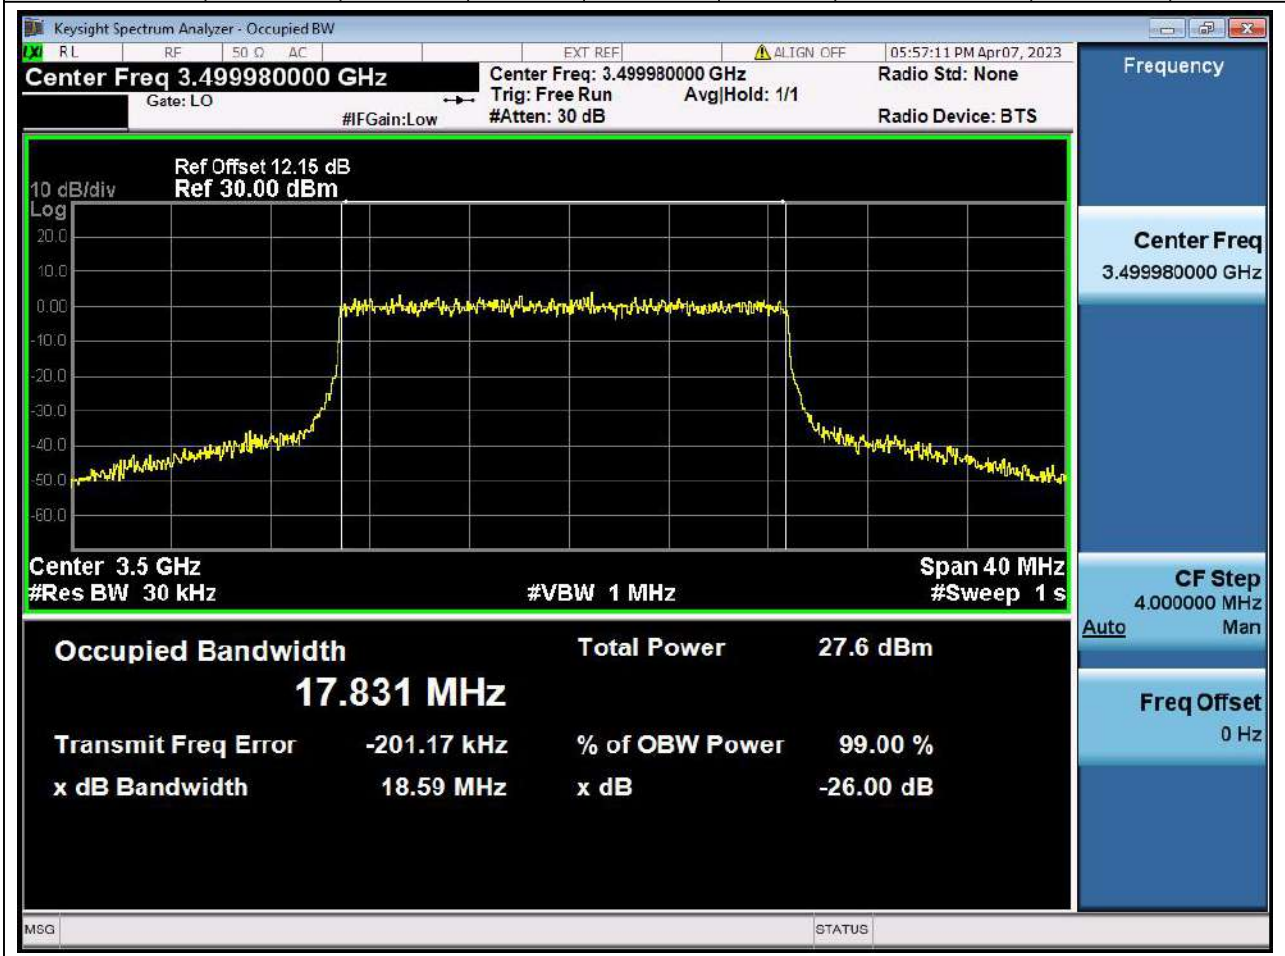 Keysight Spectrum Analyzer - Occupied BW
LXI RL RF 50 Ω AC EXT REF ALIGN OFF 05:57:11 PM Apr 07, 2023
Center Freq 3.499980000 GHz
Gate: LO
#IFGain:Low
Center Freq: 3.499980000 GHz
Trig: Free Run Avg|Hold: 1/1
#Atten: 30 dB
Radio Std: None
Radio Device: BTS
Ref Offset 12.15 dB
10 dB/div Ref 30.00 dBm
Log
20.0
10.0
0.00
-10.0
-20.0
-30.0
-40.0
-50.0
-60.0
Center 3.5 GHz Span 40 MHz
#Res BW 30 kHz #VBW 1 MHz #Sweep 1 s
Occupied Bandwidth Total Power 27.6 dBm
17.831 MHz
Transmit Freq Error -201.17 kHz % of OBW Power 99.00 %
x dB Bandwidth 18.59 MHz x dB -26.00 dB
Frequency
Center Freq
3.499980000 GHz
CF Step
4.000000 MHz
Auto Man
Freq Offset
0 Hz
MSG STATUS